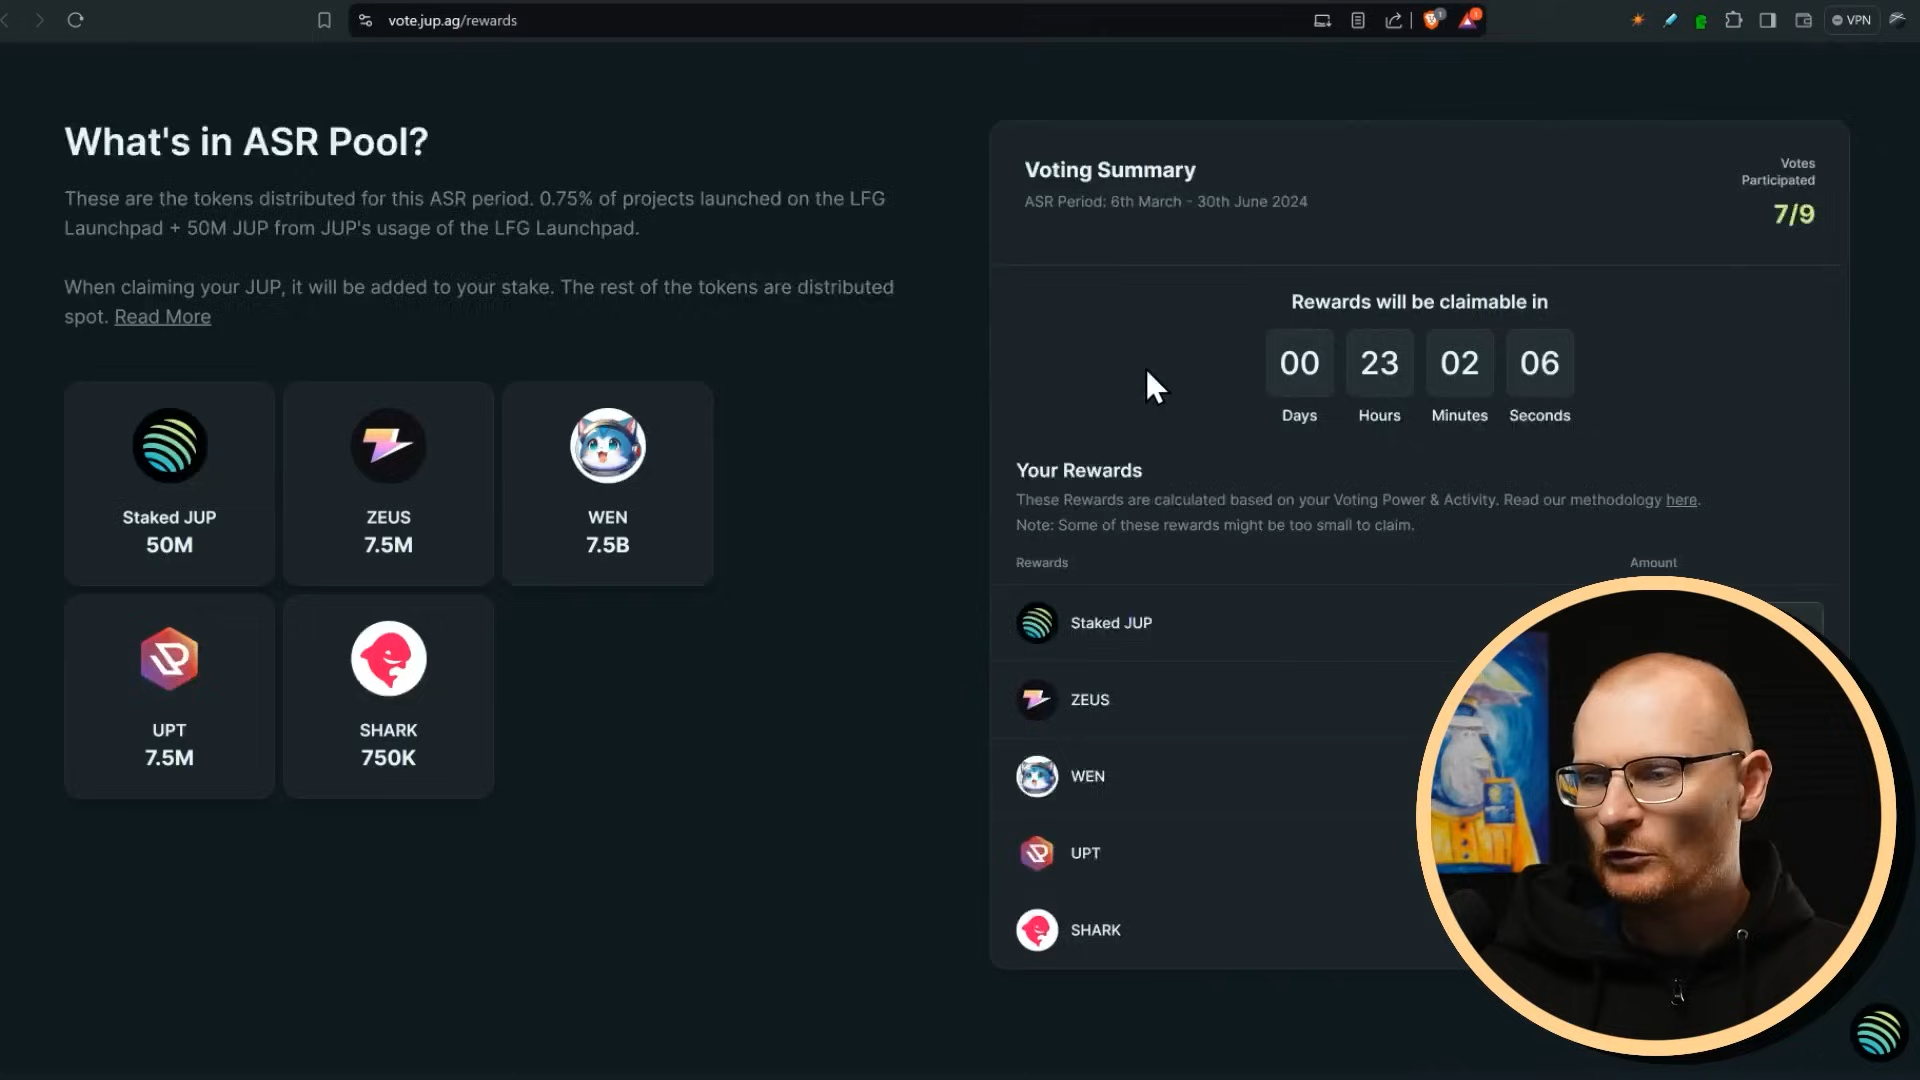 vote.jup.ag/rewards
1
1
VPN
What's in ASR Pool?
These are the tokens distributed for this ASR period. 0.75% of projects launched on the LFG
Launchpad + 50M JUP from JUP's usage of the LFG Launchpad.
When claiming your JUP, it will be added to your stake. The rest of the tokens are distributed
spot. Read More
Staked JUP
50M
ZEUS
7.5M
WEN
7.5B
UPT
7.5M
SHARK
750K
Voting Summary
ASR Period: 6th March - 30th June 2024
Votes
Participated
7/9
Rewards will be claimable in
00 23 02 06
Days Hours Minutes Seconds
Your Rewards
These Rewards are calculated based on your Voting Power & Activity. Read our methodology here.
Note: Some of these rewards might be too small to claim.
Rewards Amount
Staked JUP
ZEUS
WEN
UPT
SHARK